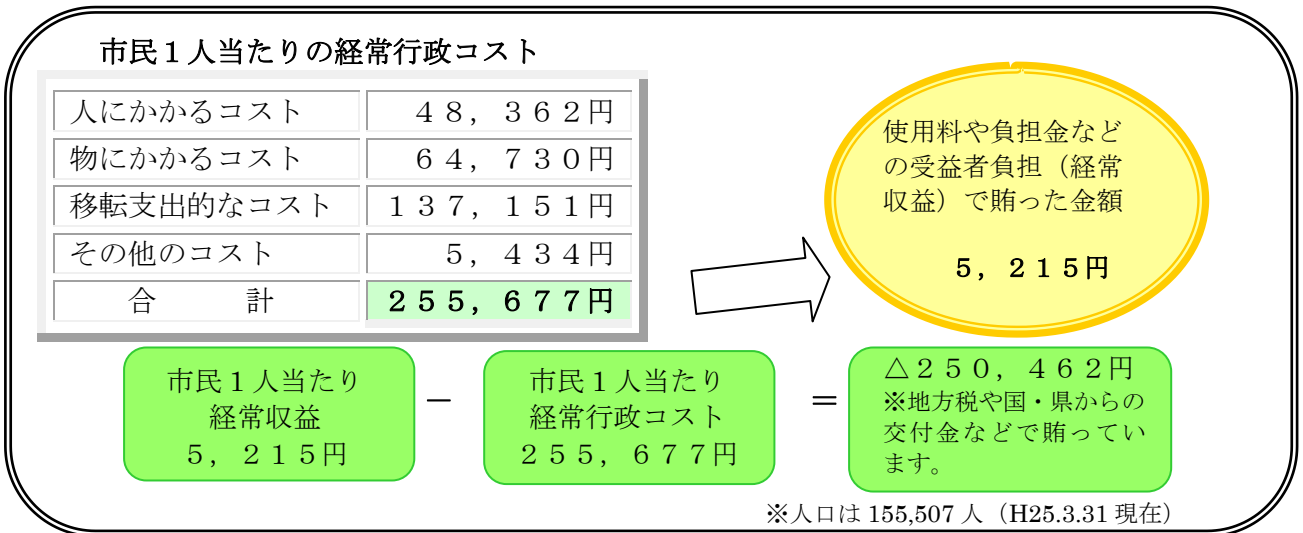 市民１人当たりの経常行政コスト
人にかかるコスト ４８，３６２円
物にかかるコスト ６４，７３０円
移転支出的なコスト １３７，１５１円
その他のコスト ５，４３４円
合　計 ２５５，６７７円
使用料や負担金など
の受益者負担（経常
収益）で賄った金額
５，２１５円
市民１人当たり
経常収益
５，２１５円
－
市民１人当たり
経常行政コスト
２５５，６７７円
＝
△２５０，４６２円
※地方税や国・県からの
交付金などで賄ってい
ます。
※人口は 155,507 人（H25.3.31 現在）